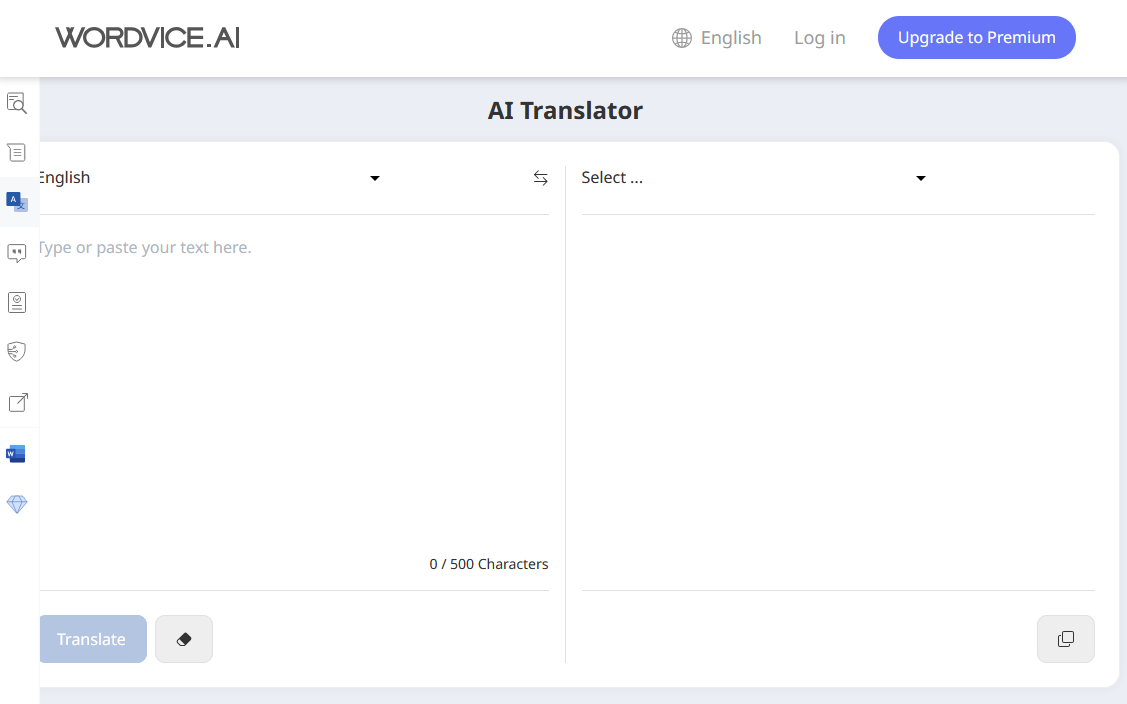 WORDVICE.AI
English
Log in
Upgrade to Premium
AI Translator
English
Select ...
Type or paste your text here.
0 / 500 Characters
Translate